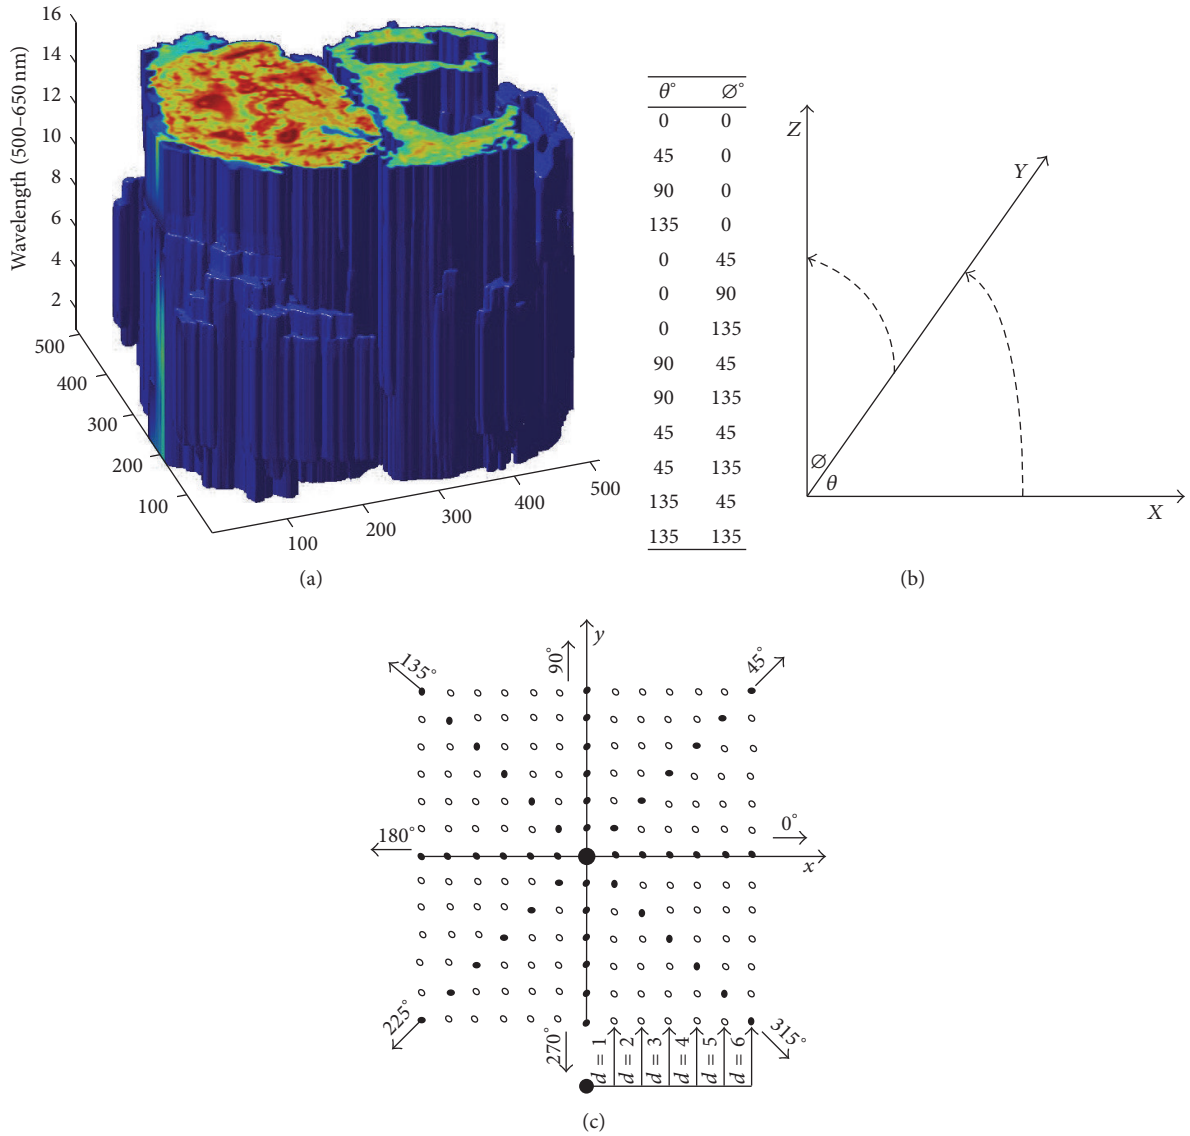 16
14
12
10
8
6
4
2
Wavelength (500–650 nm)
500
400
300
200
100
100
200
300
400
500
(a)
θ° ∅°
0 0
45 0
90 0
135 0
0 45
0 90
0 135
90 45
90 135
45 45
45 135
135 45
135 135
Z
Y
∅
θ
X
(b)
y
135°
90°
45°
180°
0°
x
225°
270°
315°
d = 1
d = 2
d = 3
d = 4
d = 5
d = 6
(c)